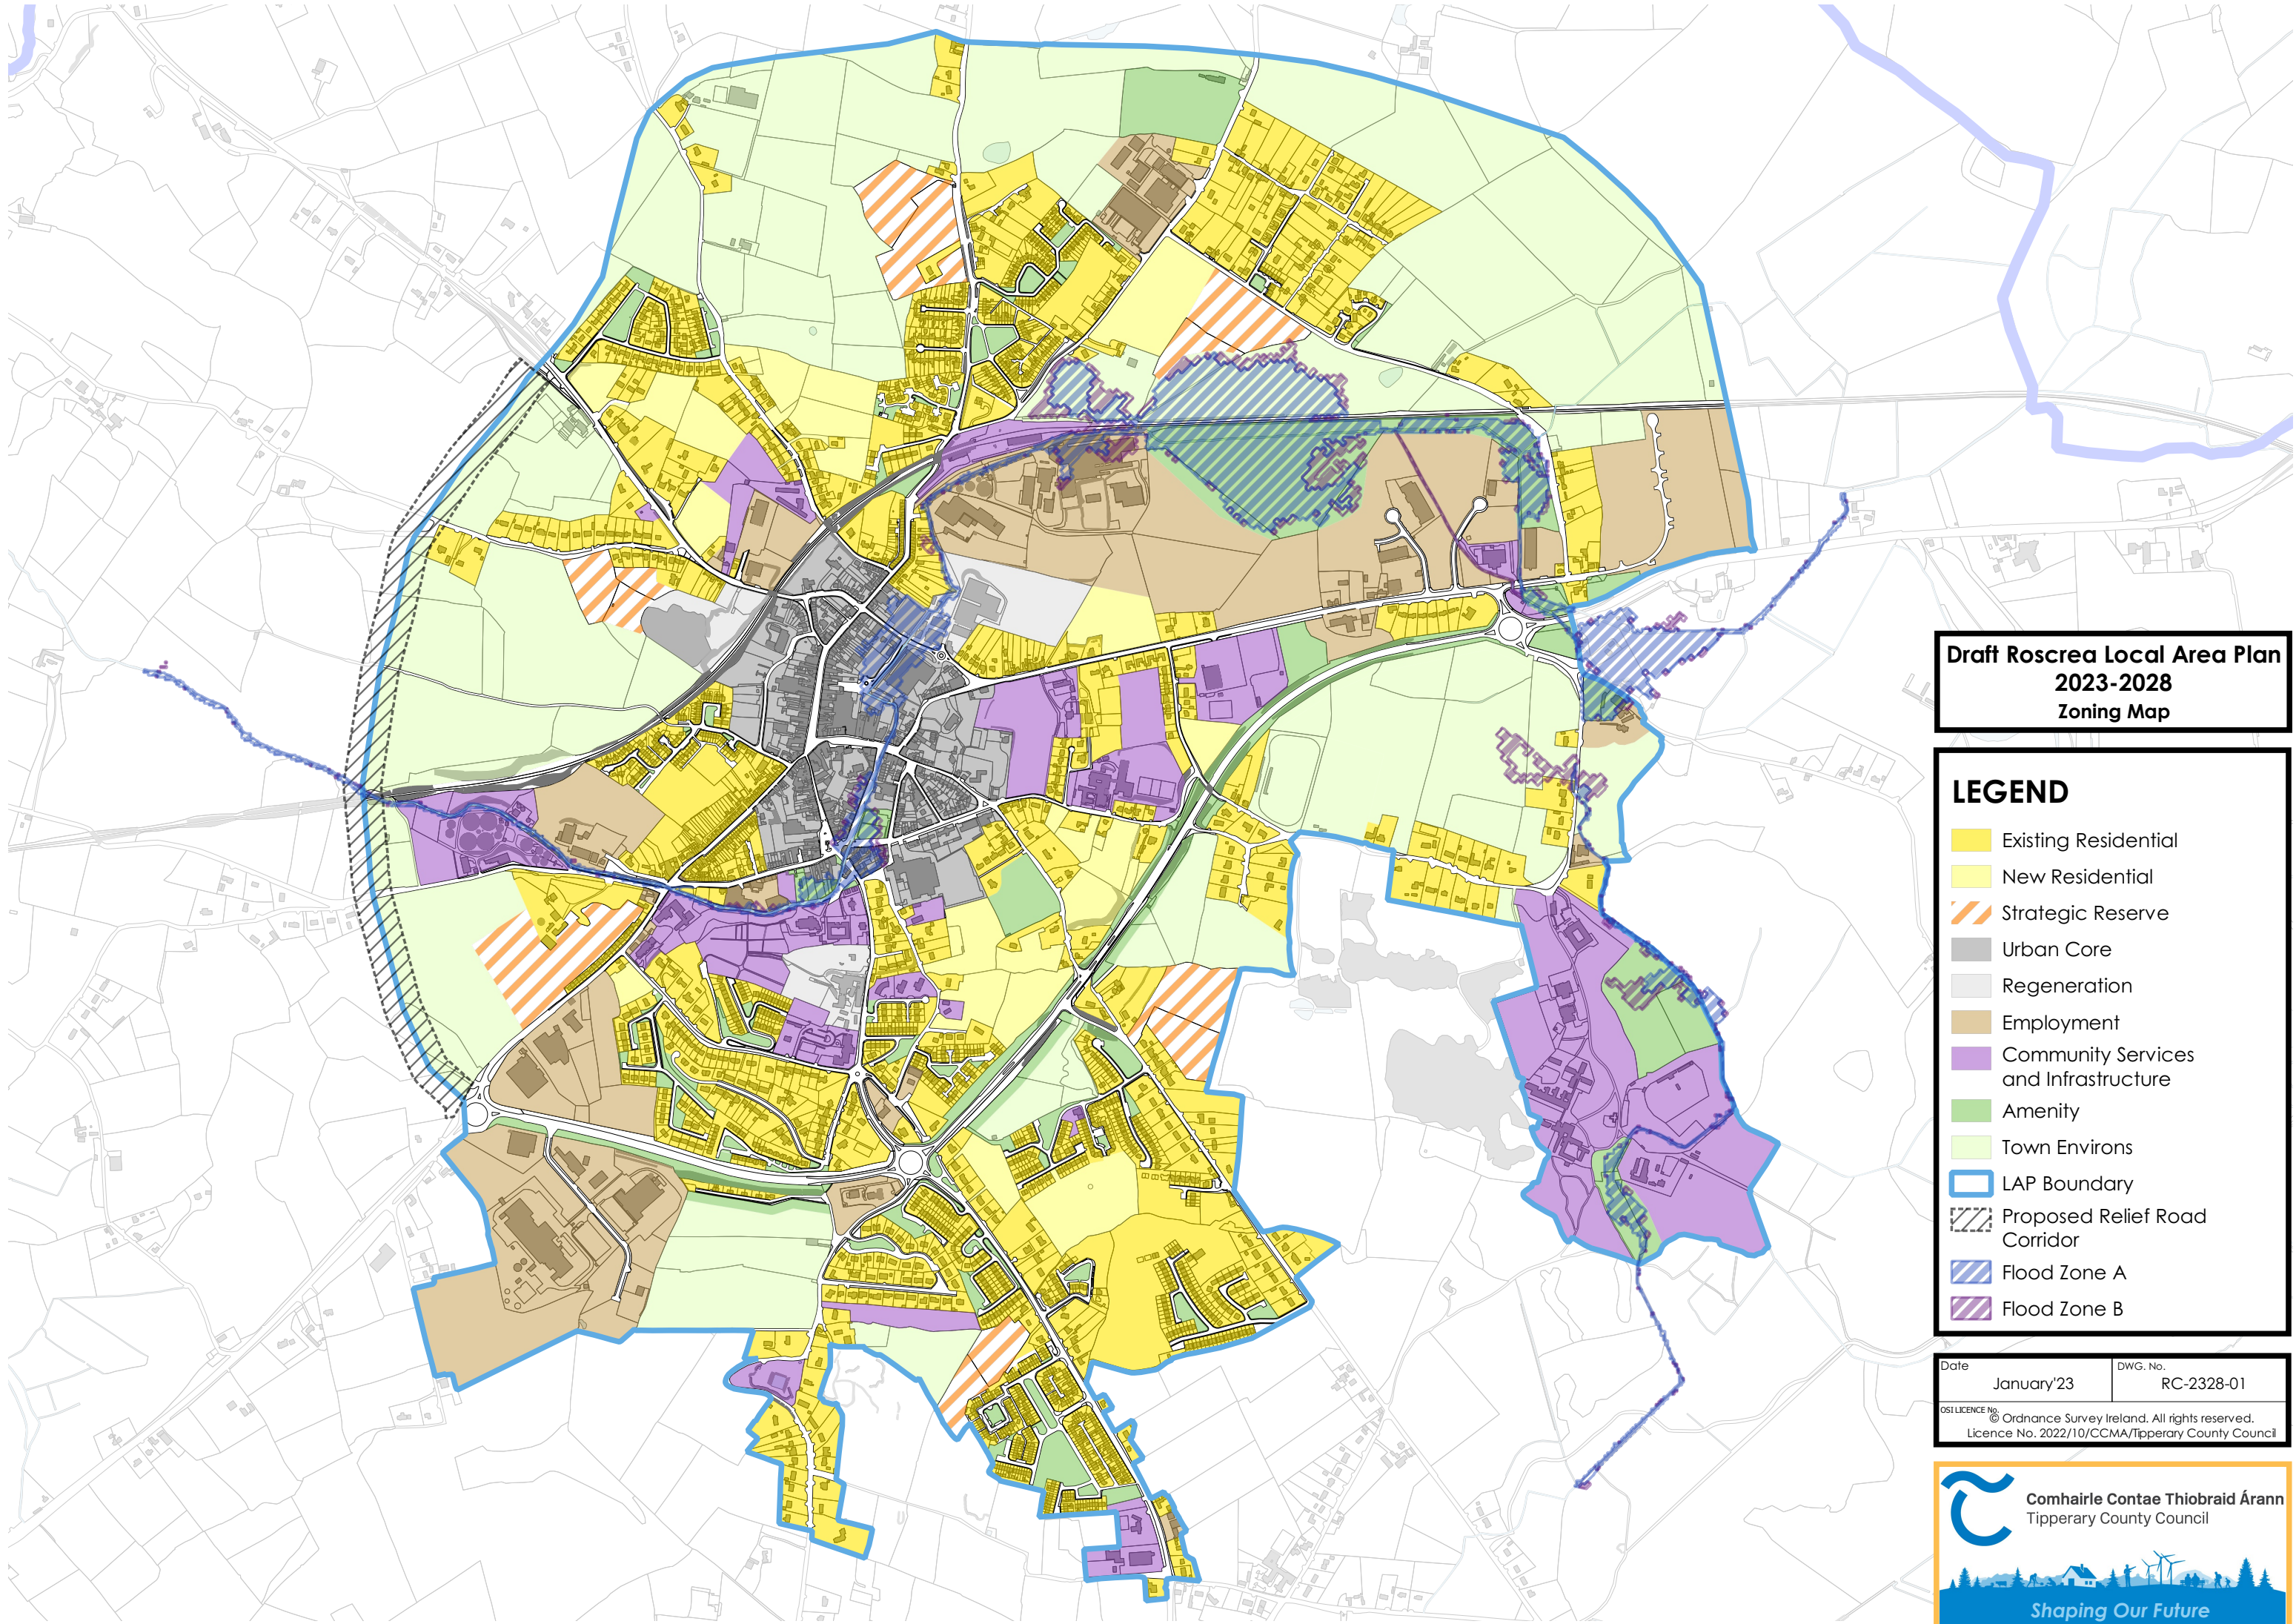 Draft Roscrea Local Area Plan
2023-2028
Zoning Map
LEGEND
Existing Residential
New Residential
Strategic Reserve
Urban Core
Regeneration
Employment
Community Services
and Infrastructure
Amenity
Town Environs
LAP Boundary
Proposed Relief Road
Corridor
Flood Zone A
Flood Zone B
Date
January'23
DWG. No.
RC-2328-01
OSI LICENCE No.
© Ordnance Survey Ireland. All rights reserved.
Licence No. 2022/10/CCMA/Tipperary County Council
Comhairle Contae Thiobraid Árann
Tipperary County Council
Shaping Our Future